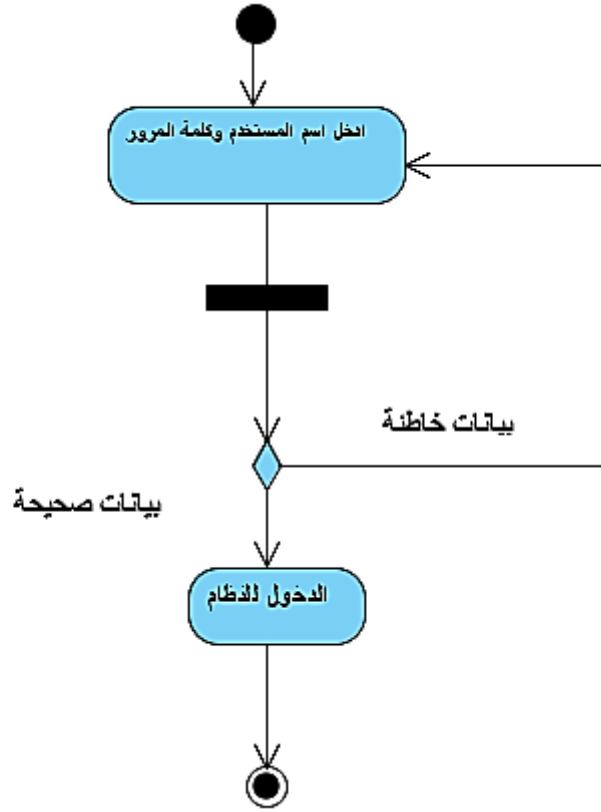 ادخل اسم المستخدم وكلمة المرور
بيانات خاطئة
بيانات صحيحة
الدخول للنظام